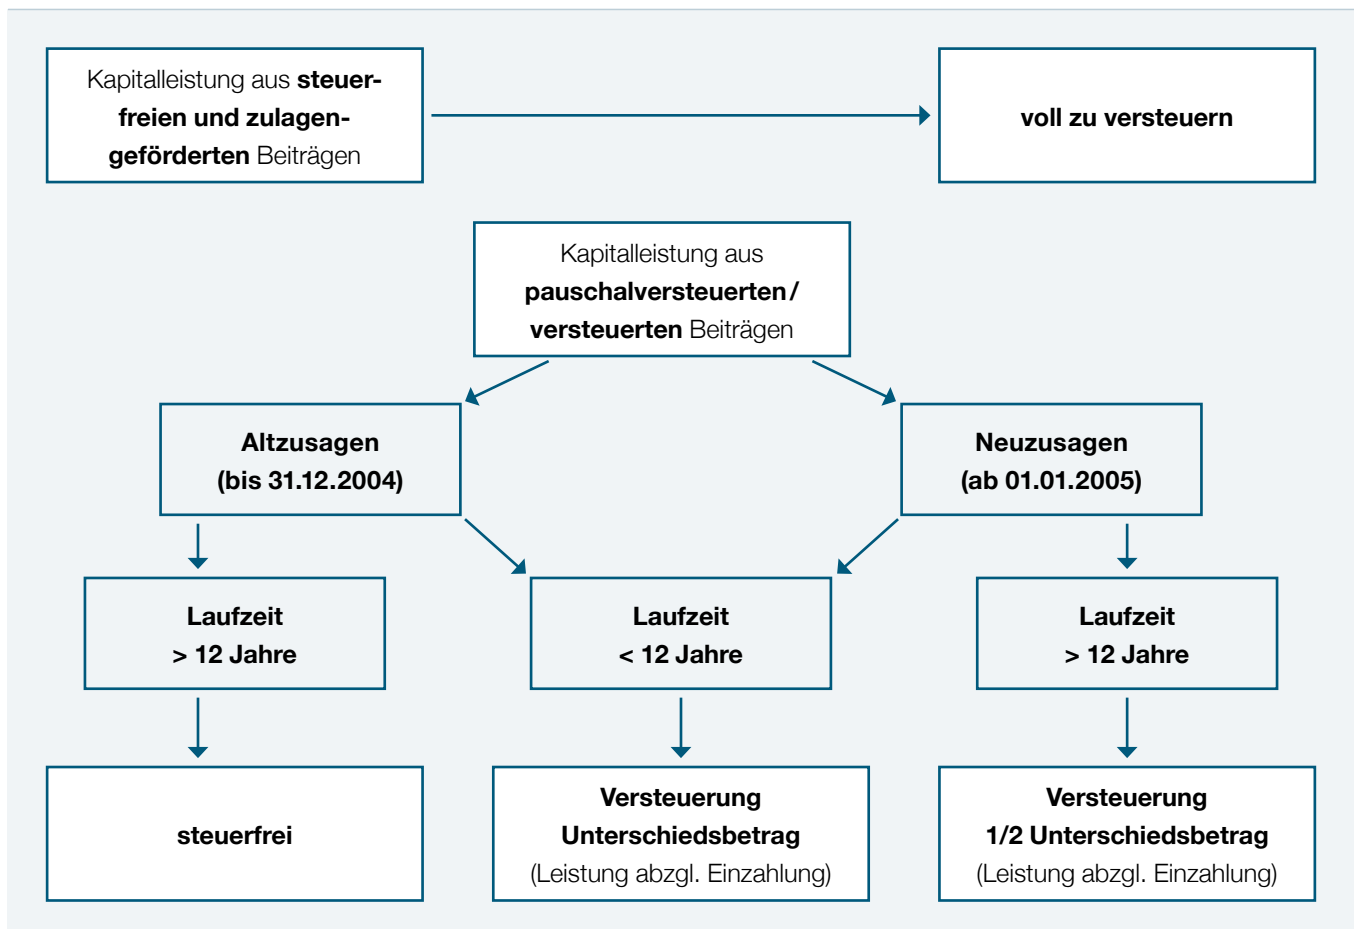 Kapitalleistung aus steuer-
freien und zulagen-
geförderten Beiträgen
voll zu versteuern
Kapitalleistung aus
pauschalversteuerten/
versteuerten Beiträgen
Altzusagen
(bis 31.12.2004)
Neuzusagen
(ab 01.01.2005)
Laufzeit
> 12 Jahre
Laufzeit
< 12 Jahre
Laufzeit
> 12 Jahre
steuerfrei
Versteuerung
Unterschiedsbetrag
(Leistung abzgl. Einzahlung)
Versteuerung
1/2 Unterschiedsbetrag
(Leistung abzgl. Einzahlung)